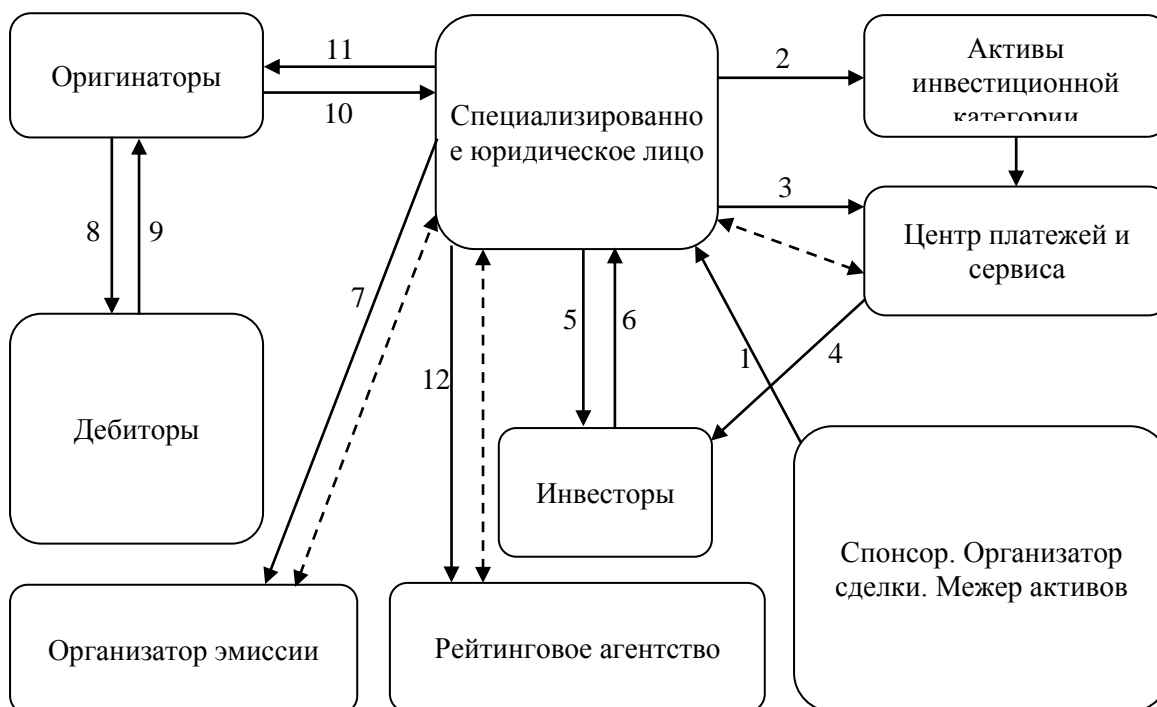 Оригинаторы
11
10
Специализированно
е юридическое лицо
2
Активы
инвестиционной
категории
3
Центр платежей и
сервиса
8
9
7
12
5
6
1
4
Дебиторы
Инвесторы
Спонсор. Организатор
сделки. Межер активов
Организатор эмиссии
Рейтинговое агентство